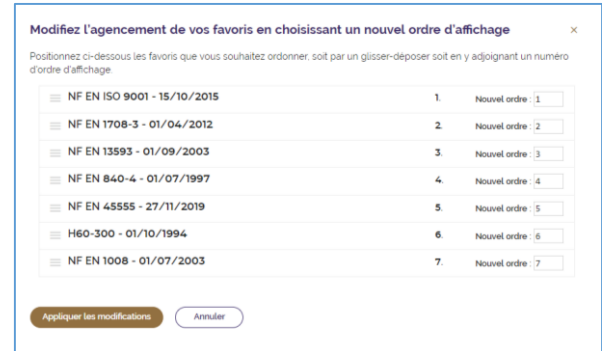 Modifiez l'agencement de vos favoris en choisissant un nouvel ordre d'affichage ×
Positionnez ci-dessous les favoris que vous souhaitez ordonner, soit par un glisser-déposer soit en y adjoignant un numéro
d'ordre d'affichage.
NF EN ISO 9001 - 15/10/2015 1. Nouvel ordre : 1
NF EN 1708-3 - 01/04/2012 2. Nouvel ordre : 2
NF EN 13593 - 01/09/2003 3. Nouvel ordre : 3
NF EN 840-4 - 01/07/1997 4. Nouvel ordre : 4
NF EN 45555 - 27/11/2019 5. Nouvel ordre : 5
H60-300 - 01/10/1994 6. Nouvel ordre : 6
NF EN 1008 - 01/07/2003 7. Nouvel ordre : 7
Appliquer les modifications Annuler